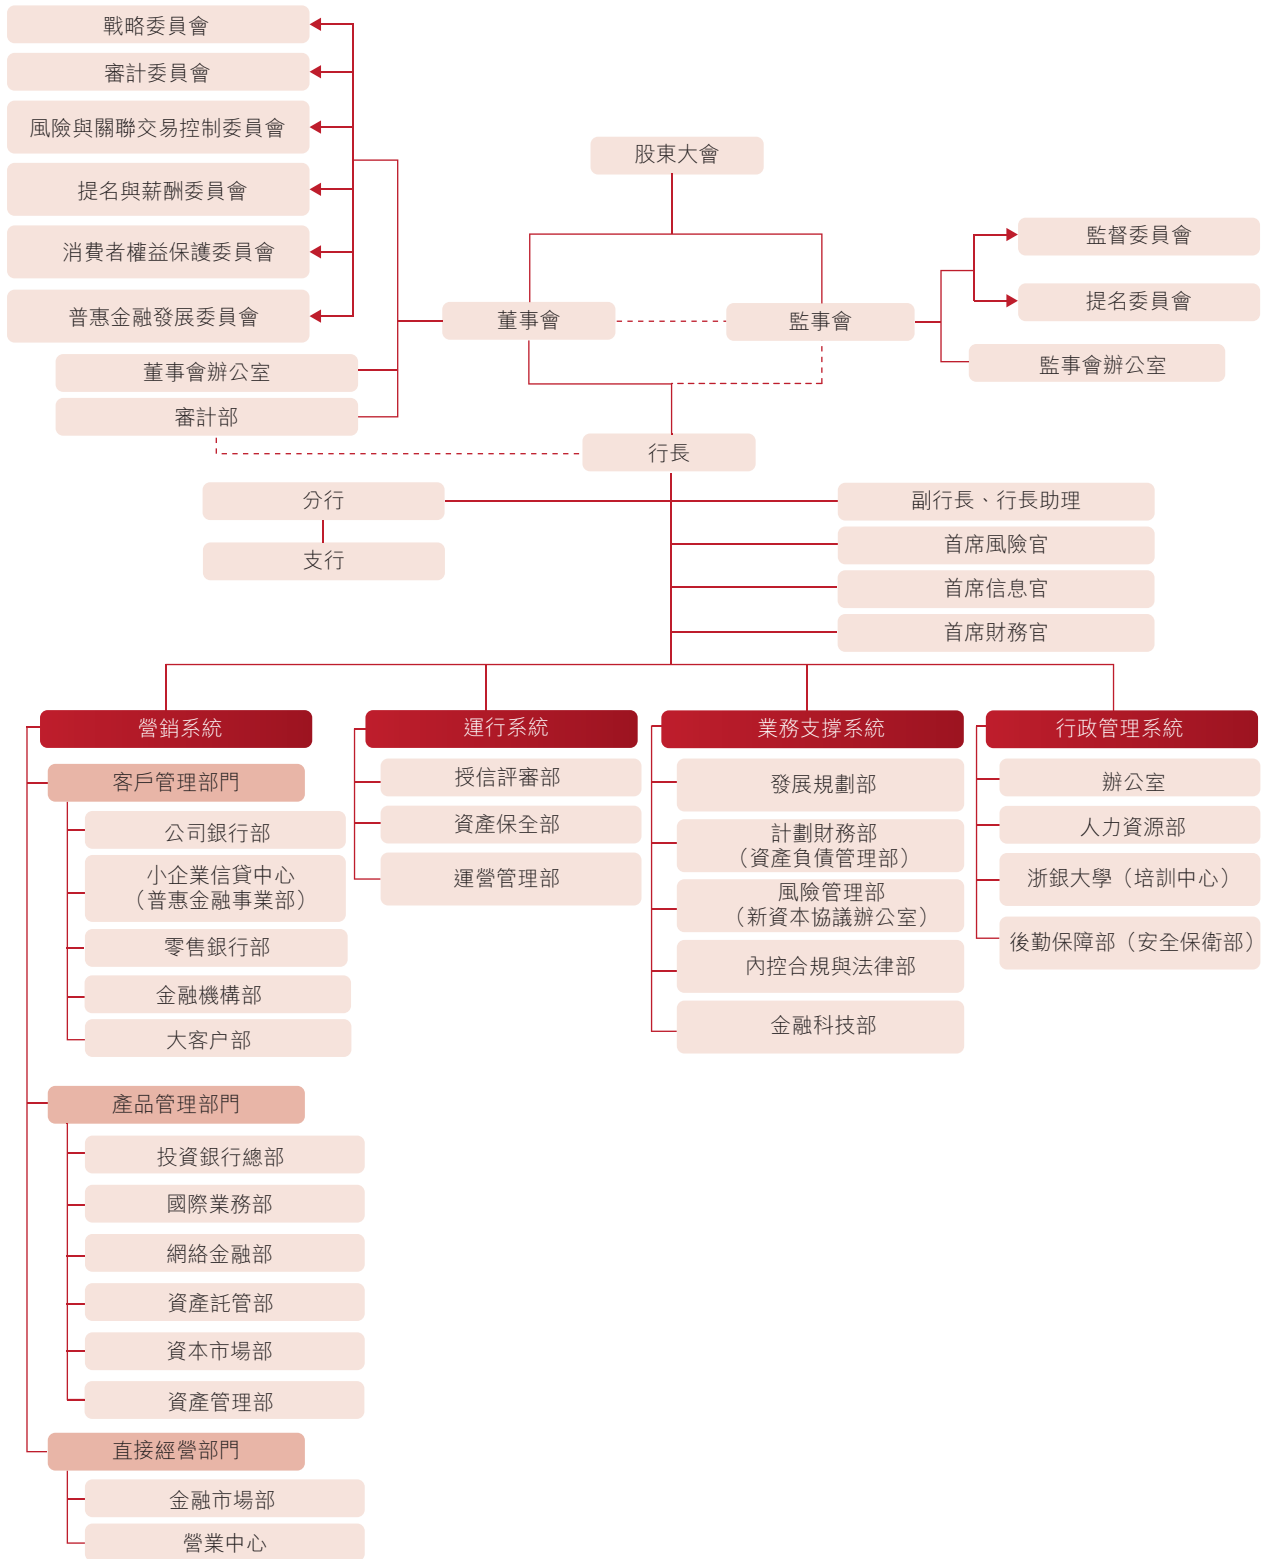 戰略委員會
審計委員會
風險與關聯交易控制委員會
提名與薪酬委員會
消費者權益保護委員會
普惠金融發展委員會
董事會辦公室
審計部
股東大會
董事會
監事會
監督委員會
提名委員會
監事會辦公室
行長
分行
支行
副行長、行長助理
首席風險官
首席信息官
首席財務官
營銷系統
客戶管理部門
公司銀行部
小企業信貸中心
（普惠金融事業部）
零售銀行部
金融機構部
大客户部
產品管理部門
投資銀行總部
國際業務部
網絡金融部
資產託管部
資本市場部
資產管理部
直接經營部門
金融市場部
營業中心
運行系統
授信評審部
資產保全部
運營管理部
業務支撐系統
發展規劃部
計劃財務部
（資產負債管理部）
風險管理部
（新資本協議辦公室）
內控合規與法律部
金融科技部
行政管理系統
辦公室
人力資源部
浙銀大學（培訓中心）
後勤保障部（安全保衛部）